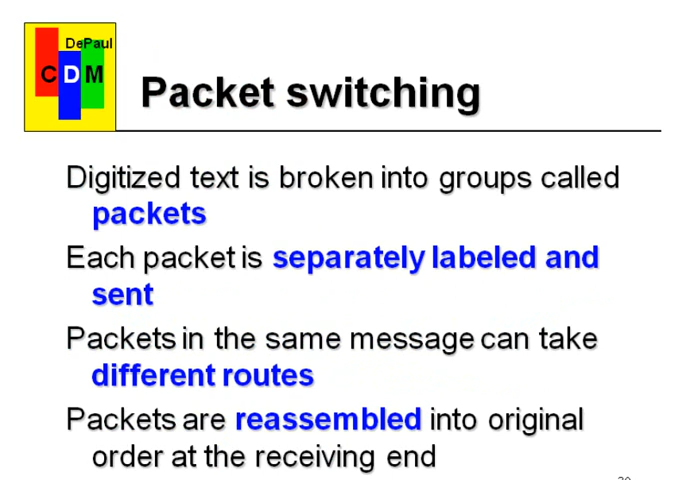 DePaul
CDM
Packet switching
Digitized text is broken into groups called
packets
Each packet is separately labeled and
sent
Packets in the same message can take
different routes
Packets are reassembled into original
order at the receiving end